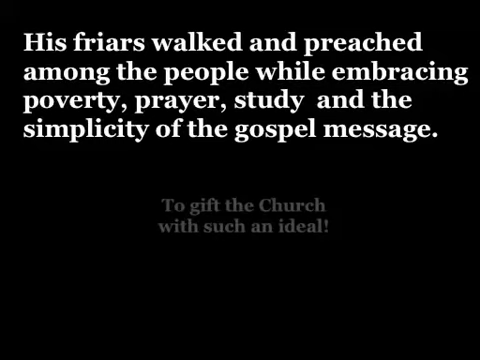 His friars walked and preached
among the people while embracing
poverty, prayer, study  and the
simplicity of the gospel message.
To gift the Church
with such an ideal!